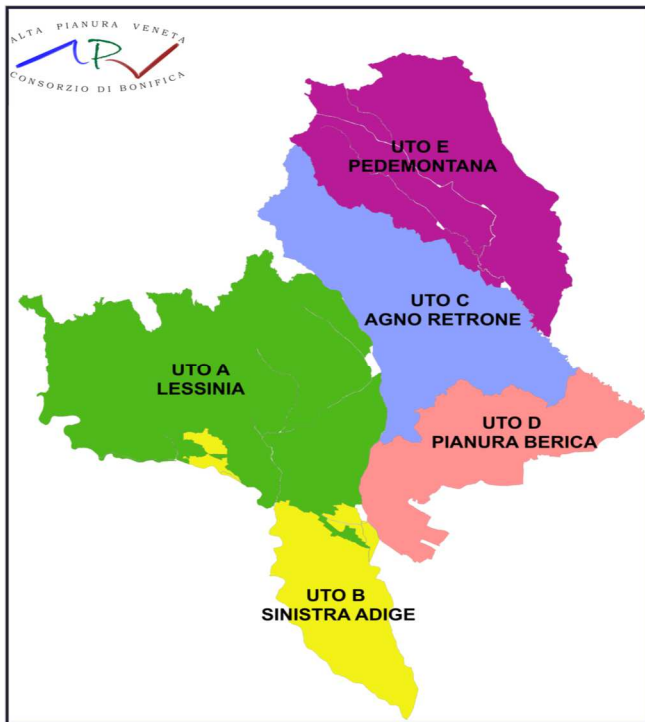 ALTA PIANURA VENETA
CONSORZIO DI BONIFICA
UTO E
PEDEMONTANA
UTO C
AGNO RETRONE
UTO A
LESSINIA
UTO D
PIANURA BERICA
UTO B
SINISTRA ADIGE